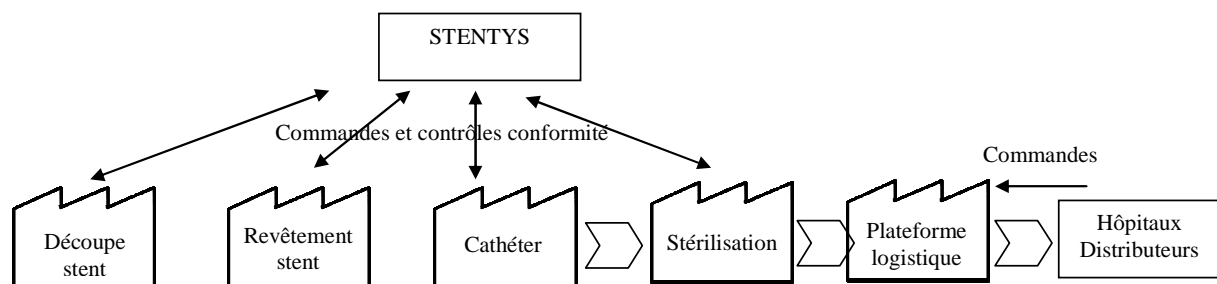 STENTYS
Commandes et contrôles conformité
Commandes
Découpe
stent
Revêtement
stent
Cathéter
Stérilisation
Plateforme
logistique
Hôpitaux
Distributeurs